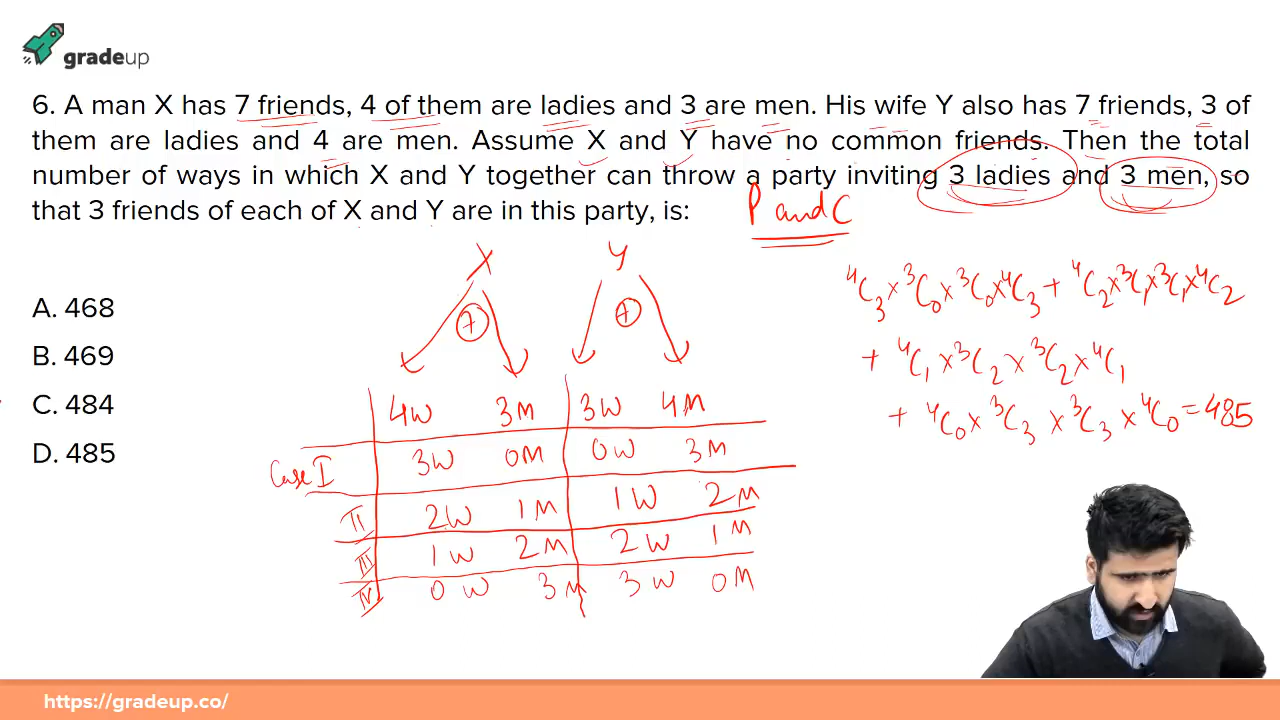 gradeup
6. A man X has 7 friends, 4 of them are ladies and 3 are men. His wife Y also has 7 friends, 3 of
them are ladies and 4 are men. Assume X and Y have no common friends. Then the total
number of ways in which X and Y together can throw a party inviting 3 ladies and 3 men, so
that 3 friends of each of X and Y are in this party, is:
P and C
A. 468
B. 469
C. 484
D. 485
X Y
7 7
4W 3M 3W 4M
Case I 3W 0M 0W 3M
II 2W 1M 1W 2M
III 1W 2M 2W 1M
IV 0W 3M 3W 0M
⁴C₃ x ³C₀ x ³C₀ x ⁴C₃ + ⁴C₂ x ³C₁ x ³C₁ x ⁴C₂
+ ⁴C₁ x ³C₂ x ³C₂ x ⁴C₁
+ ⁴C₀ x ³C₃ x ³C₃ x ⁴C₀ = 485
https://gradeup.co/